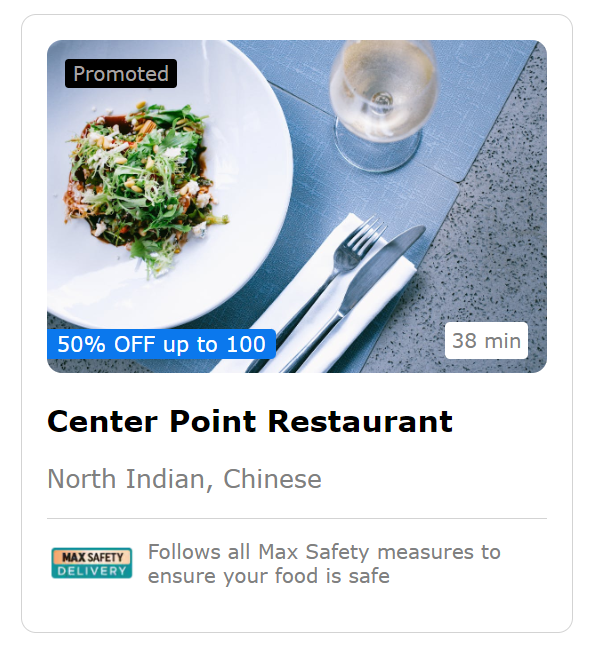 Promoted
50% OFF up to 100
38 min
Center Point Restaurant
North Indian, Chinese
MAX SAFETY
DELIVERY
Follows all Max Safety measures to
ensure your food is safe